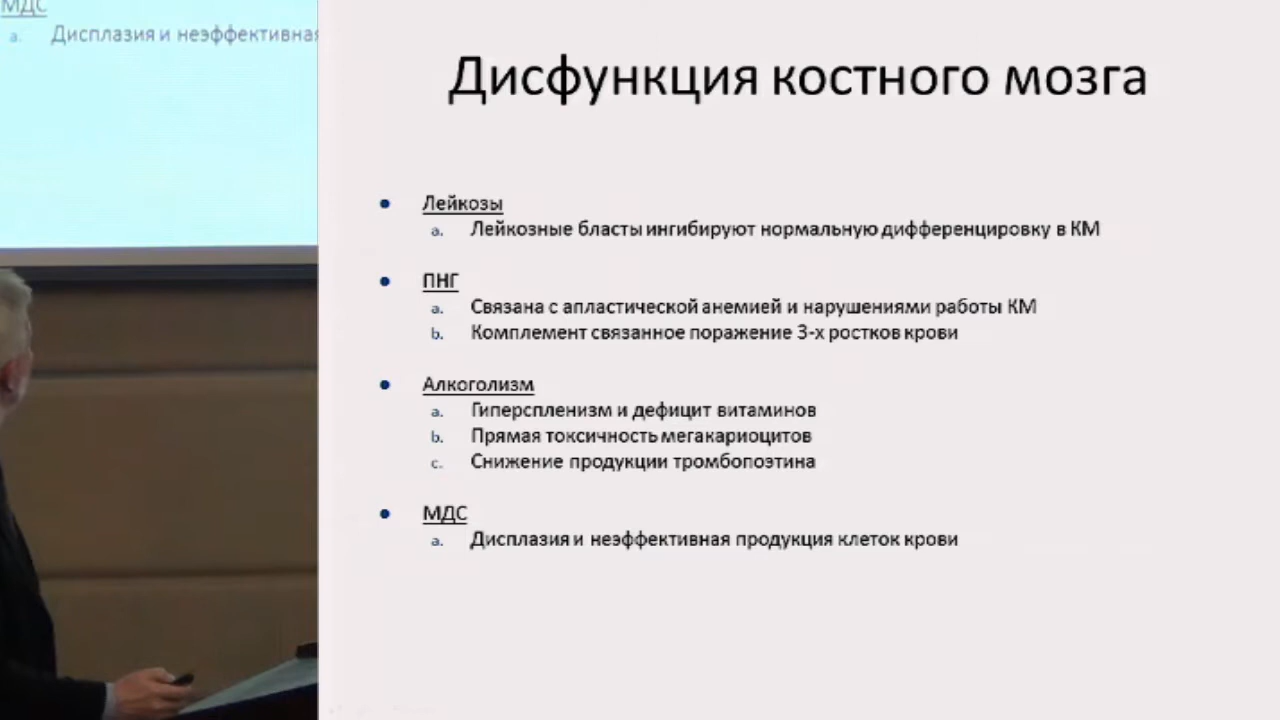 МДС
a. Дисплазия и неэффективная
Дисфункция костного мозга
• Лейкозы
a. Лейкозные бласты ингибируют нормальную дифференцировку в КМ
• ПНГ
a. Связана с апластической анемией и нарушениями работы КМ
b. Комплемент связанное поражение 3-х ростков крови
• Алкоголизм
a. Гиперспленизм и дефицит витаминов
b. Прямая токсичность мегакариоцитов
c. Снижение продукции тромбопоэтина
• МДС
a. Дисплазия и неэффективная продукция клеток крови